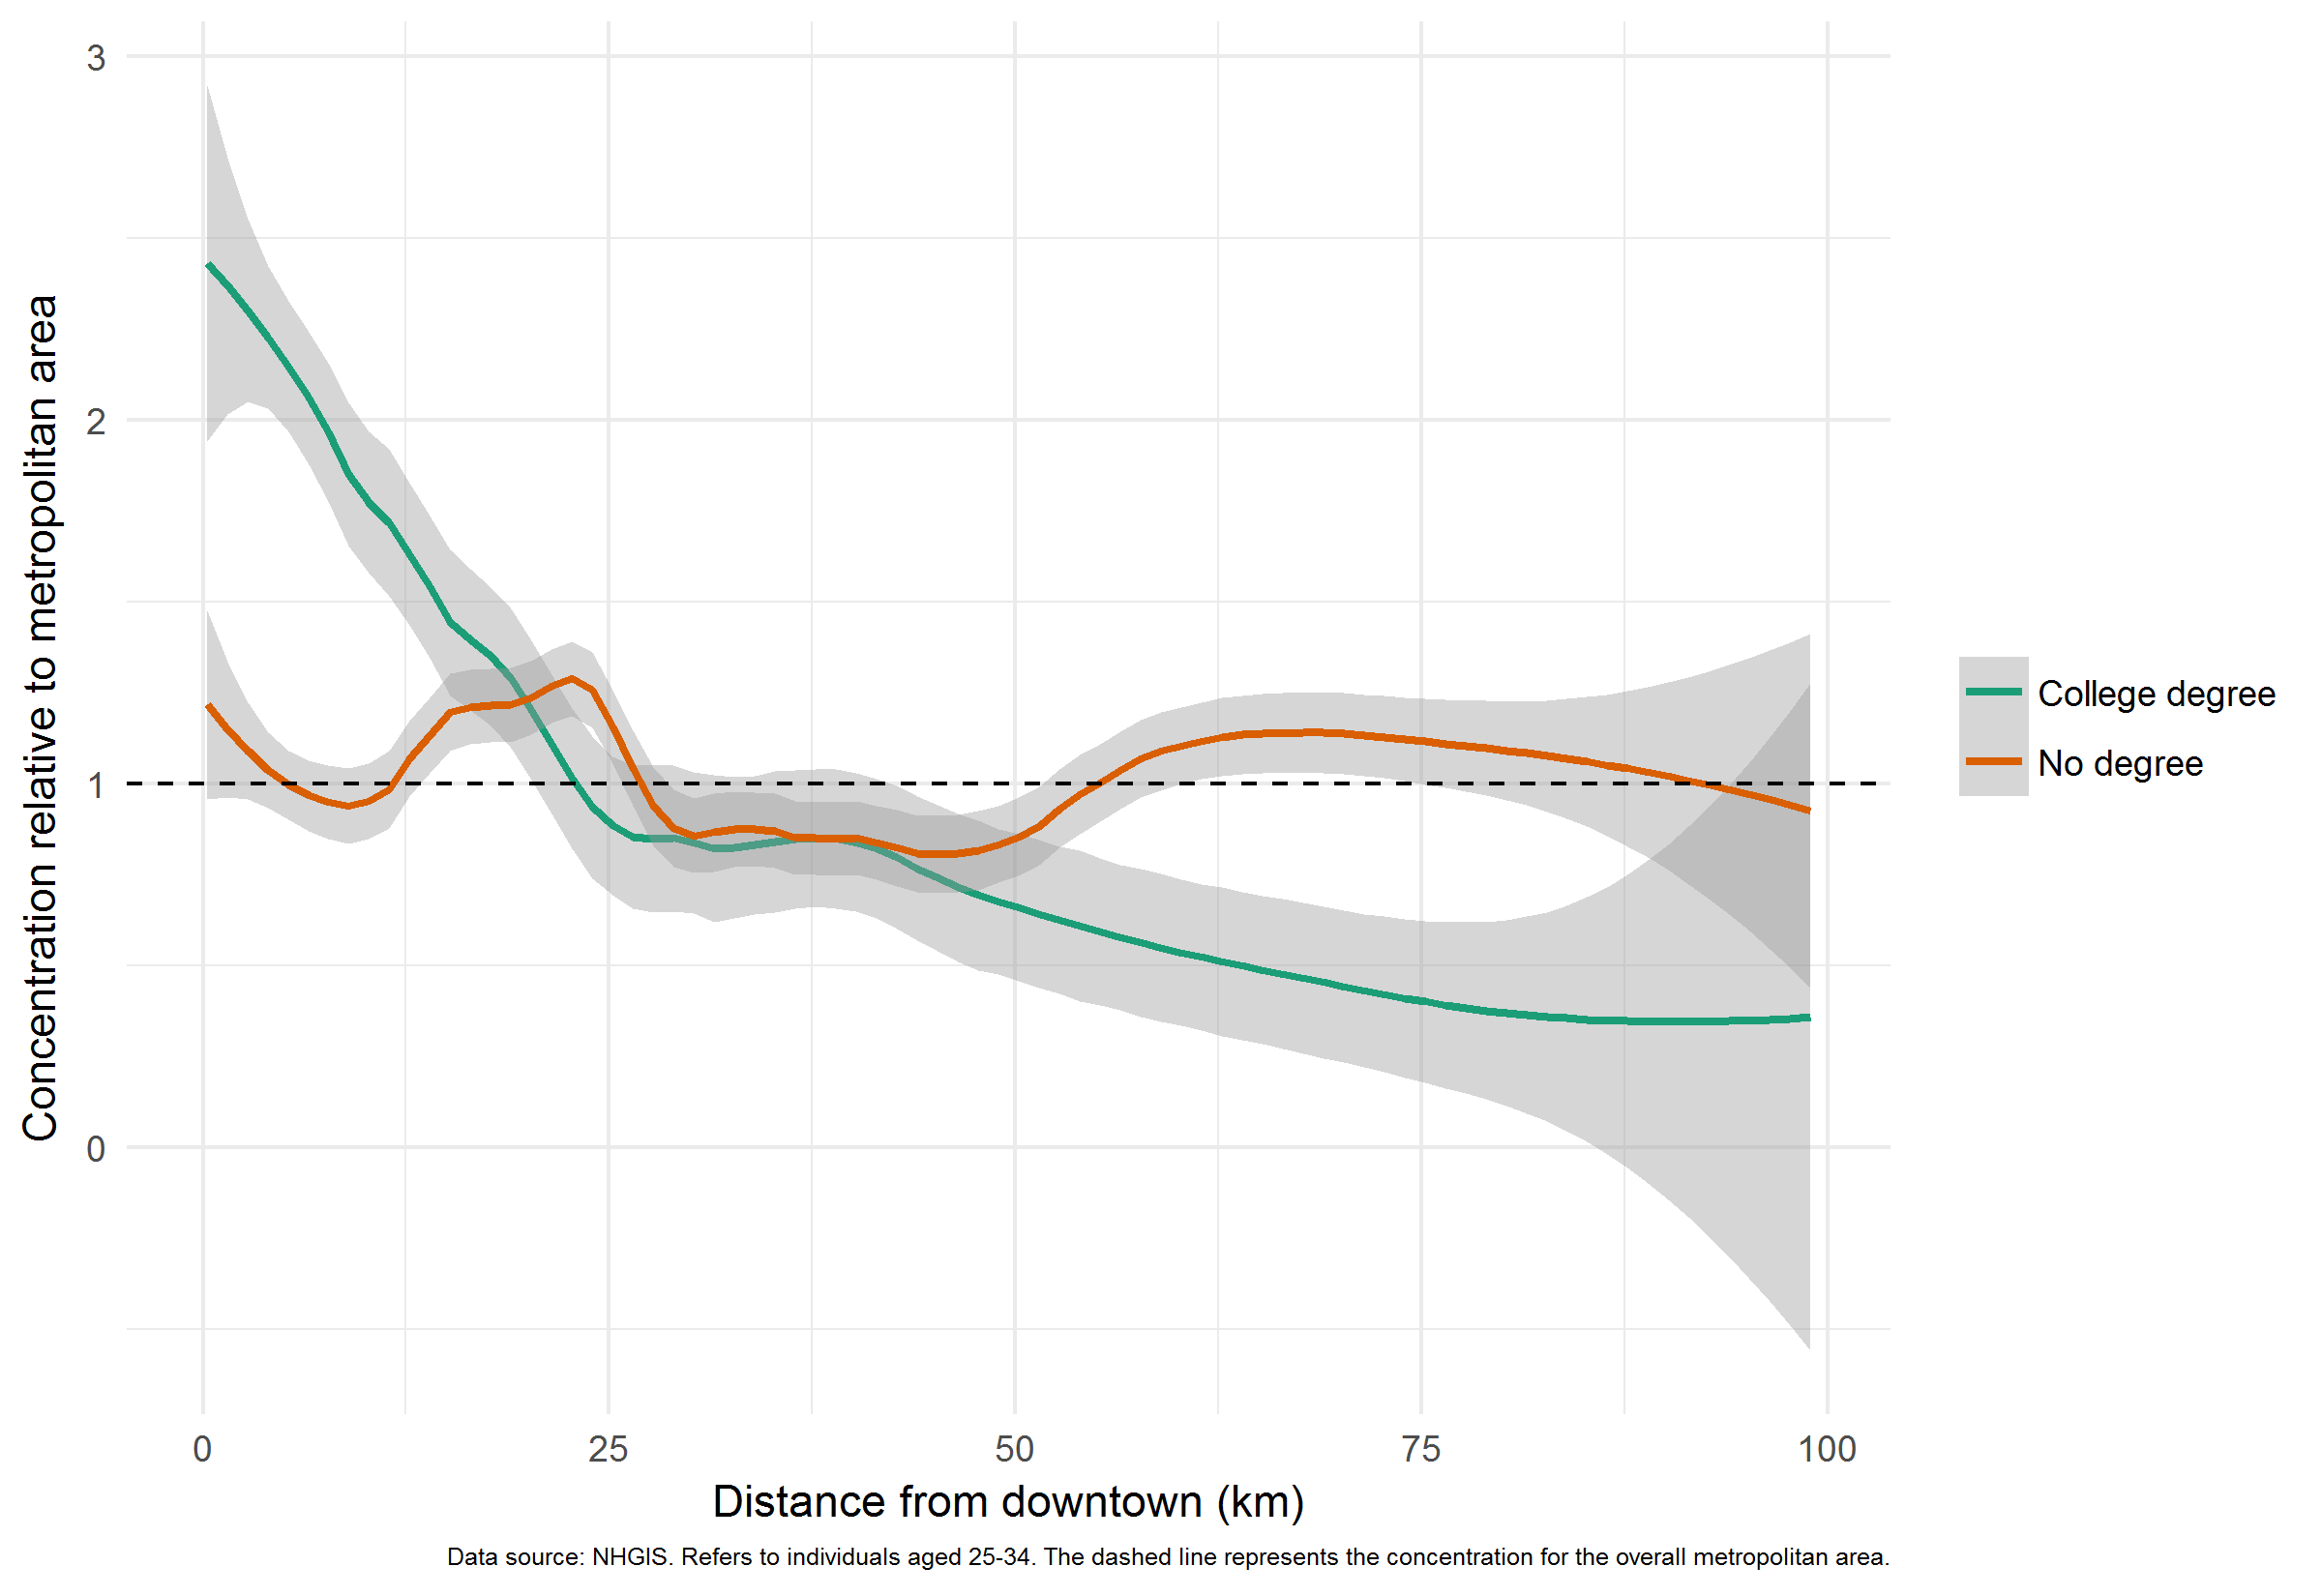 Concentration relative to metropolitan area
3
2
1
0
0 25 50 75 100
Distance from downtown (km)
College degree
No degree
Data source: NHGIS. Refers to individuals aged 25-34. The dashed line represents the concentration for the overall metropolitan area.